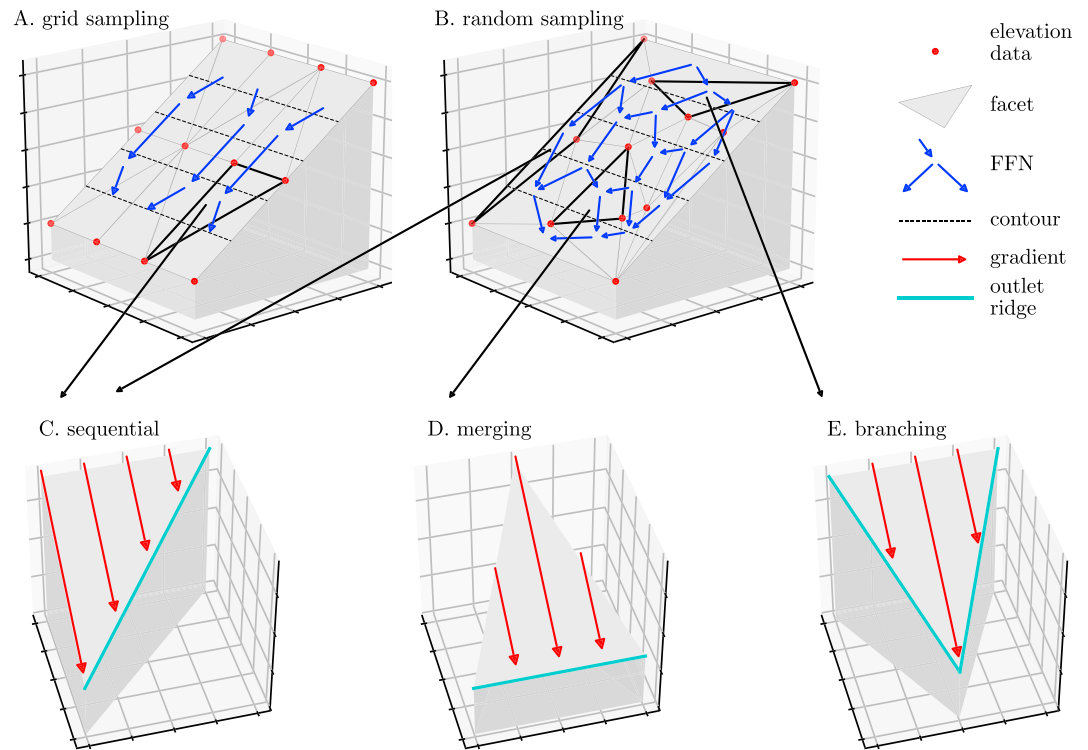 A. grid sampling
B. random sampling
elevation
data
facet
FFN
contour
gradient
outlet
ridge
C. sequential
D. merging
E. branching